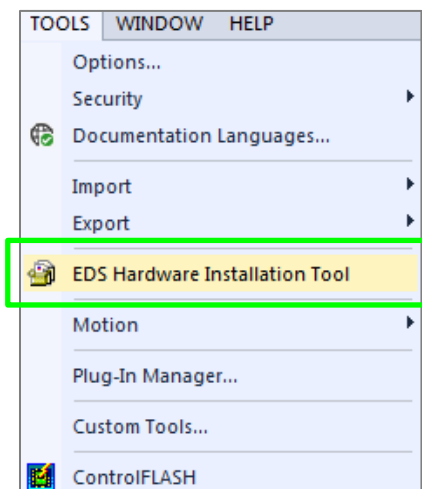 TOOLS WINDOW HELP
Options...
Security
Documentation Languages...
Import
Export
EDS Hardware Installation Tool
Motion
Plug-In Manager...
Custom Tools...
ControlFLASH